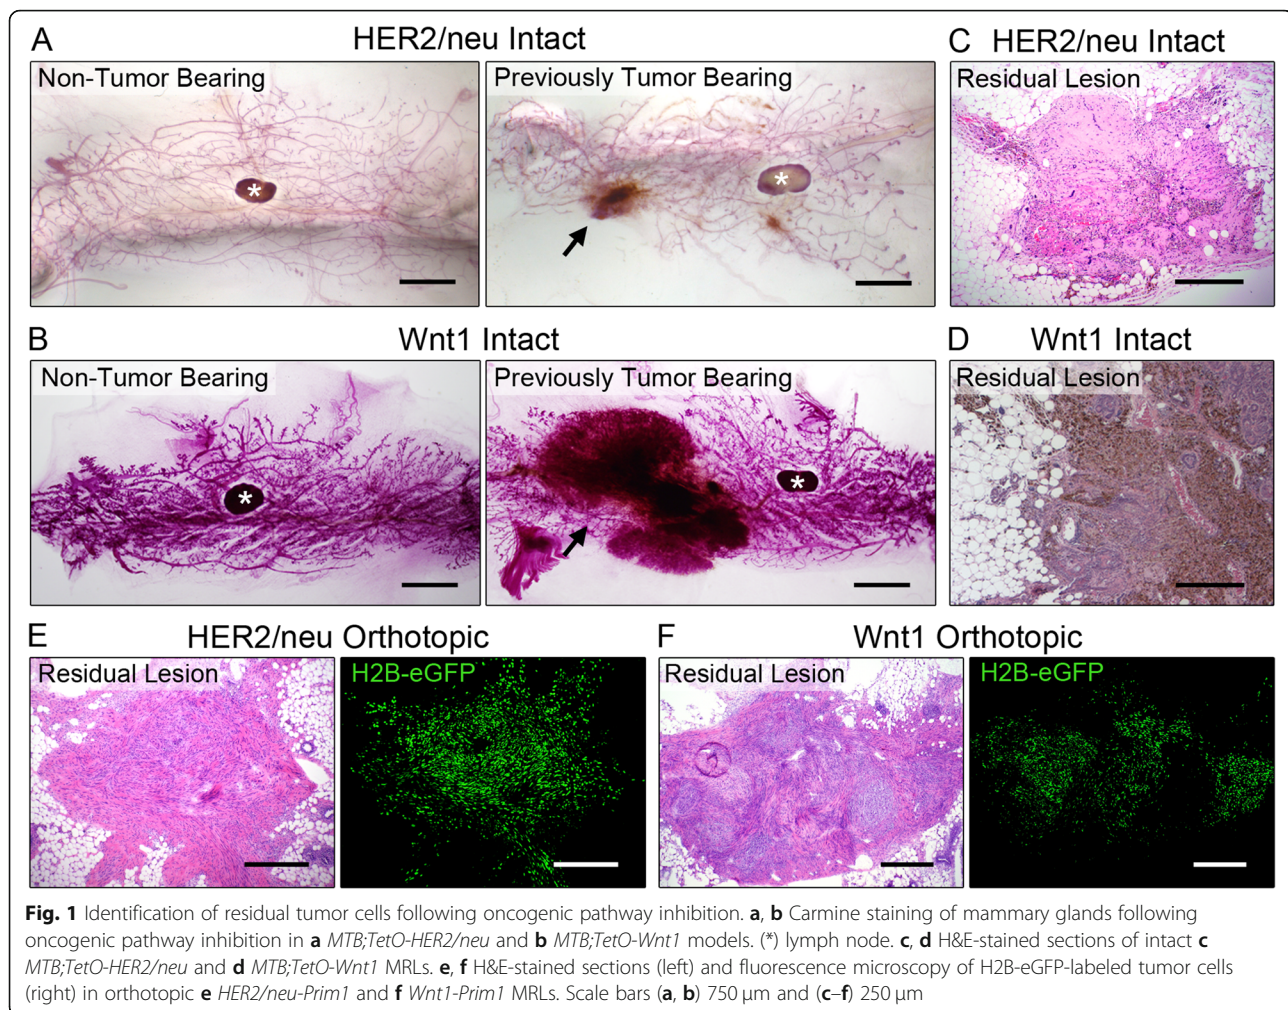 A HER2/neu Intact
Non-Tumor Bearing
*
Previously Tumor Bearing
*
C HER2/neu Intact
Residual Lesion
B Wnt1 Intact
Non-Tumor Bearing
*
Previously Tumor Bearing
*
D Wnt1 Intact
Residual Lesion
E HER2/neu Orthotopic
Residual Lesion
H2B-eGFP
F Wnt1 Orthotopic
Residual Lesion
H2B-eGFP
Fig. 1 Identification of residual tumor cells following oncogenic pathway inhibition. a, b Carmine staining of mammary glands following
oncogenic pathway inhibition in a MTB;TetO-HER2/neu and b MTB;TetO-Wnt1 models. (*) lymph node. c, d H&E-stained sections of intact c
MTB;TetO-HER2/neu and d MTB;TetO-Wnt1 MRLs. e, f H&E-stained sections (left) and fluorescence microscopy of H2B-eGFP-labeled tumor cells
(right) in orthotopic e HER2/neu-Prim1 and f Wnt1-Prim1 MRLs. Scale bars (a, b) 750 μm and (c–f) 250 μm